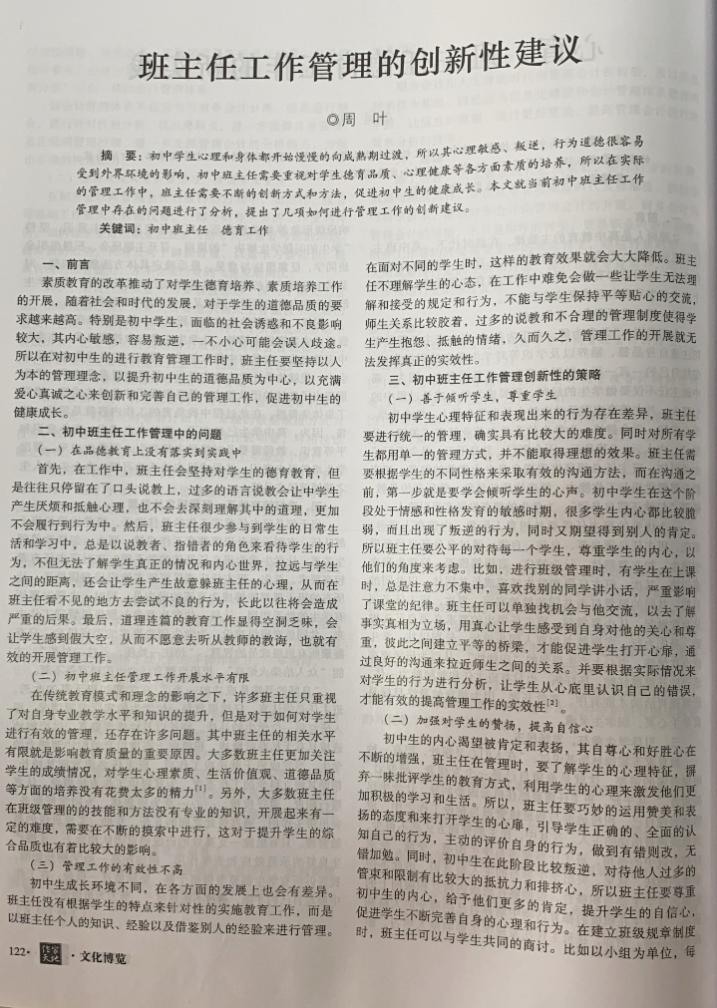 班主任工作管理的创新性建议
◎周 叶
摘 要：初中学生心理和身体都开始慢慢的向成熟期过渡，所以其心理敏感、叛逆，行为道德很容易
受到外界环境的影响，初中班主任需要重视对学生德育品质、心理健康等各方面素质的培养，所以在实际
的管理工作中，班主任需要不断的创新方式和方法，促进初中生的健康成长。本文就当前初中班主任工作
管理中存在的问题进行了分析，提出了几项如何进行管理工作的创新建议。
关键词：初中班主任 德育工作
一、前言
素质教育的改革推动了对学生德育培养、素质培养工作
的开展，随着社会和时代的发展，对于学生的道德品质的要
求越来越高。特别是初中学生，面临的社会诱惑和不良影响
较大，其内心敏感，容易叛逆，一不小心可能会误入歧途。
所以在对初中生的进行教育管理工作时，班主任要坚持以人
为本的管理理念，以提升初中生的道德品质为中心，以充满
爱心真诚之心来创新和完善自己的管理工作，促进初中生的
健康成长。
二、初中班主任工作管理中的问题
（一）在品德教育上没有落实到实践中
首先，在工作中，班主任会坚持对学生的德育教育，但
是往往只停留在了口头说教上，过多的语言说教会让中学生
产生厌烦和抵触心理，也不会去深刻理解其中的道理，更加
不会履行到行为中。然后，班主任很少参与到学生的日常生
活和学习中，总是以说教者、指错者的角色来看待学生的行
为，不但无法了解学生真正的情况和内心世界，拉远与学生
之间的距离，还会让学生产生故意躲班主任的心理，从而在
班主任看不见的地方去尝试不良的行为，长此以往将会造成
严重的后果。最后，道理连篇的教育工作显得空洞乏味，会
让学生感到假大空，从而不愿意去听从教师的教诲，也就有
效的开展管理工作。
（二）初中班主任管理工作开展水平有限
在传统教育模式和理念的影响之下，许多班主任只重视
了对自身专业教学水平和知识的提升，但是对于如何对学生
进行有效的管理，还存在许多问题。其中班主任的相关水平
有限就是影响教育质量的重要原因。大多数班主任更加关注
学生的成绩情况，对学生心理素质、生活价值观、道德品质
等方面的培养没有花费太多的精力[1]。另外，大多数班主任
在班级管理的的技能和方法没有专业的知识，开展起来有一
定的难度，需要在不断的摸索中进行，这对于提升学生的综
合品质也有着比较大的影响。
（三）管理工作的有效性不高
初中生成长环境不同，在各方面的发展上也会有差异。
班主任没有根据学生的特点来针对性的实施教育工作，而是
以班主任个人的知识、经验以及借鉴别人的经验来进行管理。
在面对不同的学生时，这样的教育效果就会大大降低。班主
任不理解学生的心态，在工作中难免会做一些让学生无法理
解和接受的规定和行为，不能与学生保持平等贴心的交流，
师生关系比较胶着，过多的说教和不合理的管理制度使得学
生产生抱怨、抵触的情绪，久而久之，管理工作的开展就无
法发挥真正的实效性。
三、初中班主任工作管理创新性的策略
（一）善于倾听学生，尊重学生
初中学生心理特征和表现出来的行为存在差异，班主任
要进行统一的管理，确实具有比较大的难度。同时对所有学
生都用单一的管理方式，并不能取得理想的效果。班主任需
要根据学生的不同性格来采取有效的沟通方法，而在沟通之
前，第一步就是要学会倾听学生的心声。初中学生在这个阶
段处于情感和性格发育的敏感时期，很多学生内心都比较脆
弱，而且出现了叛逆的行为，同时又期望得到别人的肯定。
所以班主任要公平的对待每一个学生，尊重学生的内心，以
他们的角度来考虑。比如，进行班级管理时，有学生在上课
时，总是注意力不集中，喜欢找别的同学讲小话，严重影响
了课堂的纪律。班主任可以单独找机会与他交流，以去了解
事实真相为立场，用真心让学生感受到自身对他的关心和尊
重，彼此之间建立平等的桥梁，才能促进学生打开心扉，通
过良好的沟通来拉近师生之间的关系。并要根据实际情况来
对学生的行为进行分析，让学生从心底里认识自己的错误，
才能有效的提高管理工作的实效性[2]。
（二）加强对学生的赞扬，提高自信心
初中生的内心渴望被肯定和表扬，其自尊心和好胜心在
不断的增强，班主任在管理时，要了解学生的心理特征，摒
弃一昧批评学生的教育方式，利用学生的心理来激发他们更
加积极的学习和生活。所以，班主任要巧妙的运用赞美和表
扬的态度和来打开学生的心扉，引导学生正确的、全面的认
知自己的行为，主动的评价自身的行为，做到有错则改，无
错加勉。同时，初中生在此阶段比较叛逆，对待他人过多的
管束和限制有比较大的抵抗力和排挤心，所以班主任要尊重
初中生的内心，给予他们更多的肯定，提升学生的自信心，
促进学生不断完善自身的心理和行为。在建立班级规章制度
时，班主任可以与学生共同的商讨。比如以小组为单位，每
122· 作家天地 · 文化博览